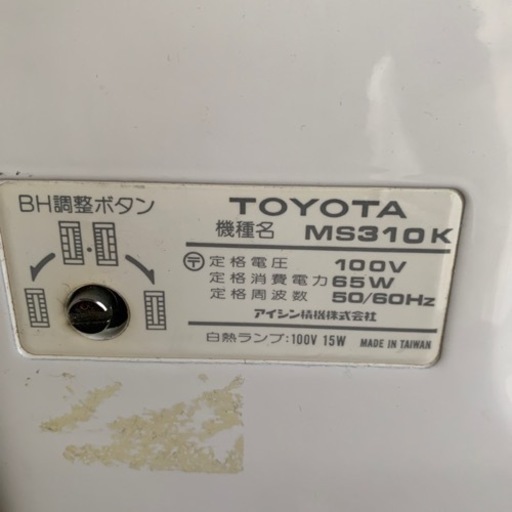 BH調整ボタン
TOYOTA
機種名 MS310K
〒 定格電圧 100V
定格消費電力 65W
定格周波数 50/60Hz
アイシン精機株式会社
白熱ランプ:100V 15W MADE IN TAIWAN